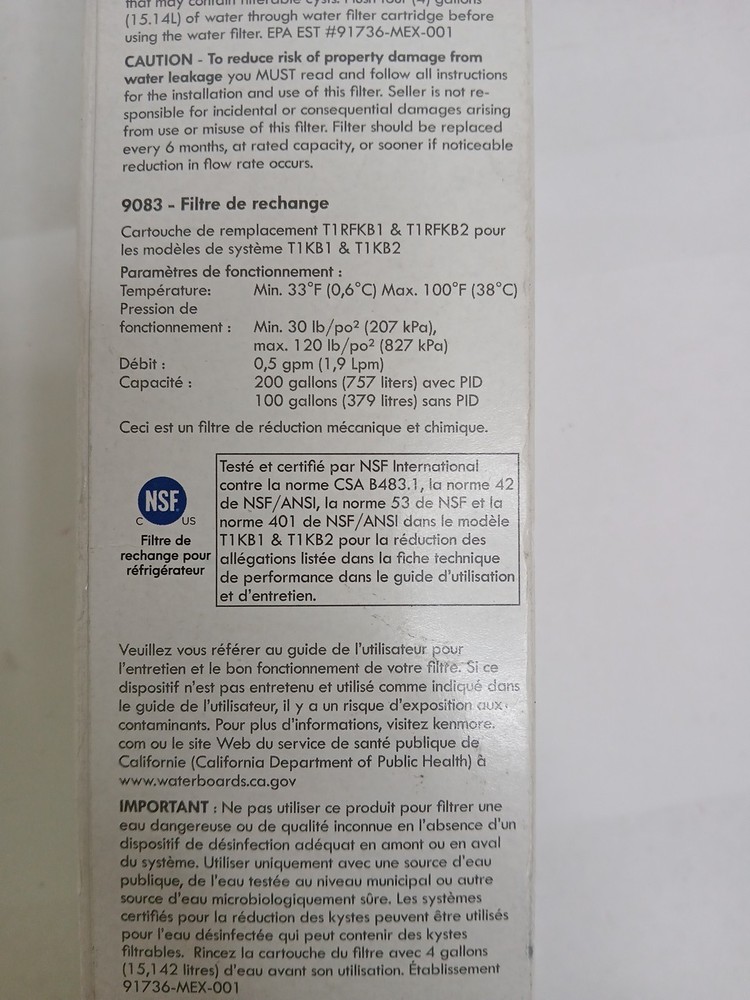 that may contain filterable cysts. Flush four (4) gallons
(15.14L) of water through water filter cartridge before
using the water filter. EPA EST #91736-MEX-001
CAUTION - To reduce risk of property damage from
water leakage you MUST read and follow all instructions
for the installation and use of this filter. Seller is not re-
sponsible for incidental or consequential damages arising
from use or misuse of this filter. Filter should be replaced
every 6 months, at rated capacity, or sooner if noticeable
reduction in flow rate occurs.
9083 - Filtre de rechange
Cartouche de remplacement T1RFKB1 & T1RFKB2 pour
les modèles de système T1KB1 & T1KB2
Paramètres de fonctionnement :
Température: Min. 33°F (0,6°C) Max. 100°F (38°C)
Pression de
fonctionnement : Min. 30 lb/po² (207 kPa),
max. 120 lb/po² (827 kPa)
Débit : 0,5 gpm (1,9 Lpm)
Capacité : 200 gallons (757 liters) avec PID
100 gallons (379 litres) sans PID
Ceci est un filtre de réduction mécanique et chimique.
NSF®
C US
Filtre de
rechange pour
réfrigérateur
Testé et certifié par NSF International
contre la norme CSA B483.1, la norme 42
de NSF/ANSI, la norme 53 de NSF et la
norme 401 de NSF/ANSI dans le modèle
T1KB1 & T1KB2 pour la réduction des
allégations listée dans la fiche technique
de performance dans le guide d'utilisation
et d'entretien.
Veuillez vous référer au guide de l'utilisateur pour
l'entretien et le bon fonctionnement de votre filtre. Si ce
dispositif n'est pas entretenu et utilisé comme indiqué dans
le guide de l'utilisateur, il y a un risque d'exposition aux
contaminants. Pour plus d'informations, visitez kenmore.
com ou le site Web du service de santé publique de
Californie (California Department of Public Health) à
www.waterboards.ca.gov
IMPORTANT : Ne pas utiliser ce produit pour filtrer une
eau dangereuse ou de qualité inconnue en l'absence d'un
dispositif de désinfection adéquat en amont ou en aval
du système. Utiliser uniquement avec une source d'eau
publique, de l'eau testée au niveau municipal ou autre
source d'eau microbiologiquement sûre. Les systèmes
certifiés pour la réduction des kystes peuvent être utilisés
pour l'eau désinfectée qui peut contenir des kystes
filtrables. Rincez la cartouche du filtre avec 4 gallons
(15,142 litres) d'eau avant son utilisation. Établissement
91736-MEX-001